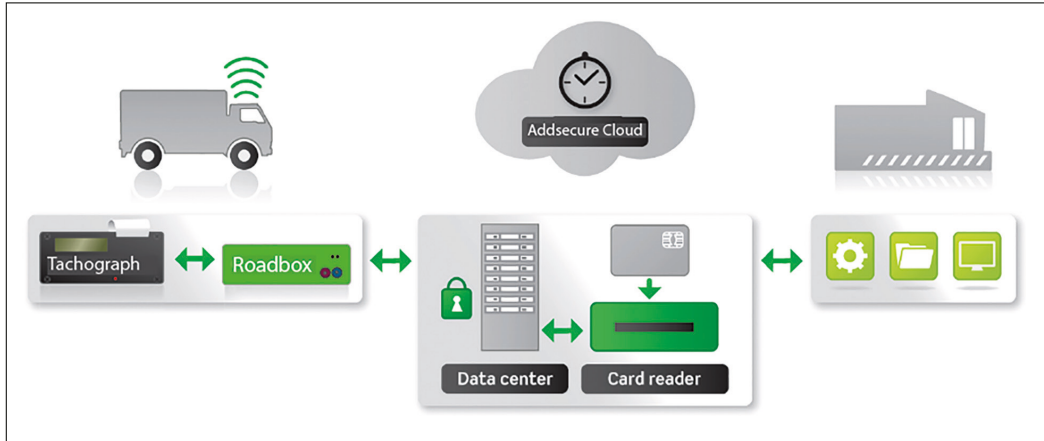 Addsecure Cloud
Tachograph
Roadbox
Data center
Card reader